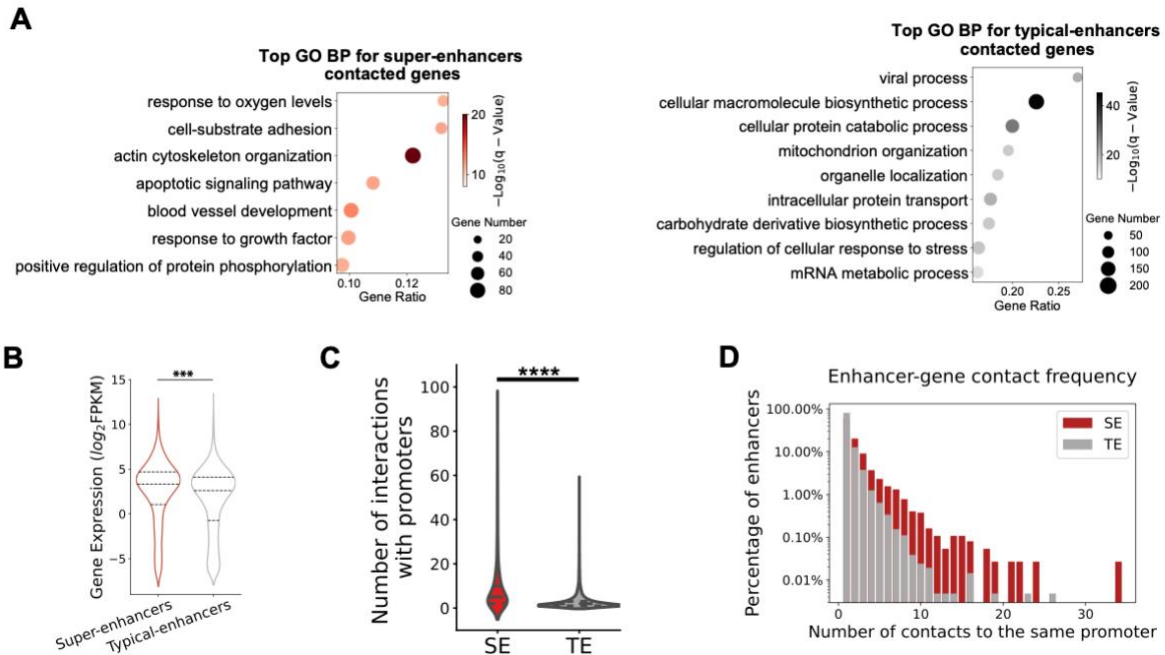 A
Top GO BP for super-enhancers
contacted genes
response to oxygen levels
cell-substrate adhesion
actin cytoskeleton organization
apoptotic signaling pathway
blood vessel development
response to growth factor
positive regulation of protein phosphorylation
0.10 0.12
Gene Ratio
20
10
−Log10(q − Value)
Gene Number
20
40
60
80
Top GO BP for typical-enhancers
contacted genes
viral process
cellular macromolecule biosynthetic process
cellular protein catabolic process
mitochondrion organization
organelle localization
intracellular protein transport
carbohydrate derivative biosynthetic process
regulation of cellular response to stress
mRNA metabolic process
0.20 0.25
Gene Ratio
40
20
−Log10(q − Value)
Gene Number
50
100
150
200
B
Gene Expression (log2FPKM)
15
10
5
0
−5
***
Super-enhancers
Typical-enhancers
C
Number of interactions
with promoters
100
80
60
40
20
0
****
SE TE
D
Enhancer-gene contact frequency
Percentage of enhancers
100.00%
10.00%
1.00%
0.10%
0.01%
SE
TE
0 10 20 30
Number of contacts to the same promoter